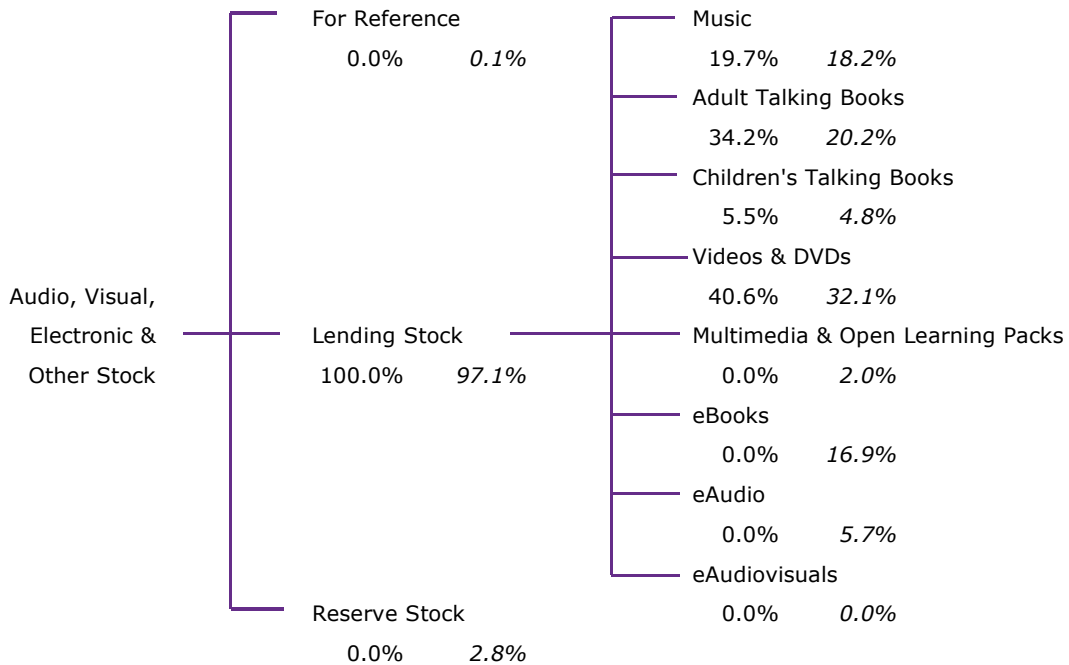 Audio, Visual,
Electronic &
Other Stock
For Reference
0.0% 0.1%
Lending Stock
100.0% 97.1%
Reserve Stock
0.0% 2.8%
Music
19.7% 18.2%
Adult Talking Books
34.2% 20.2%
Children's Talking Books
5.5% 4.8%
Videos & DVDs
40.6% 32.1%
Multimedia & Open Learning Packs
0.0% 2.0%
eBooks
0.0% 16.9%
eAudio
0.0% 5.7%
eAudiovisuals
0.0% 0.0%